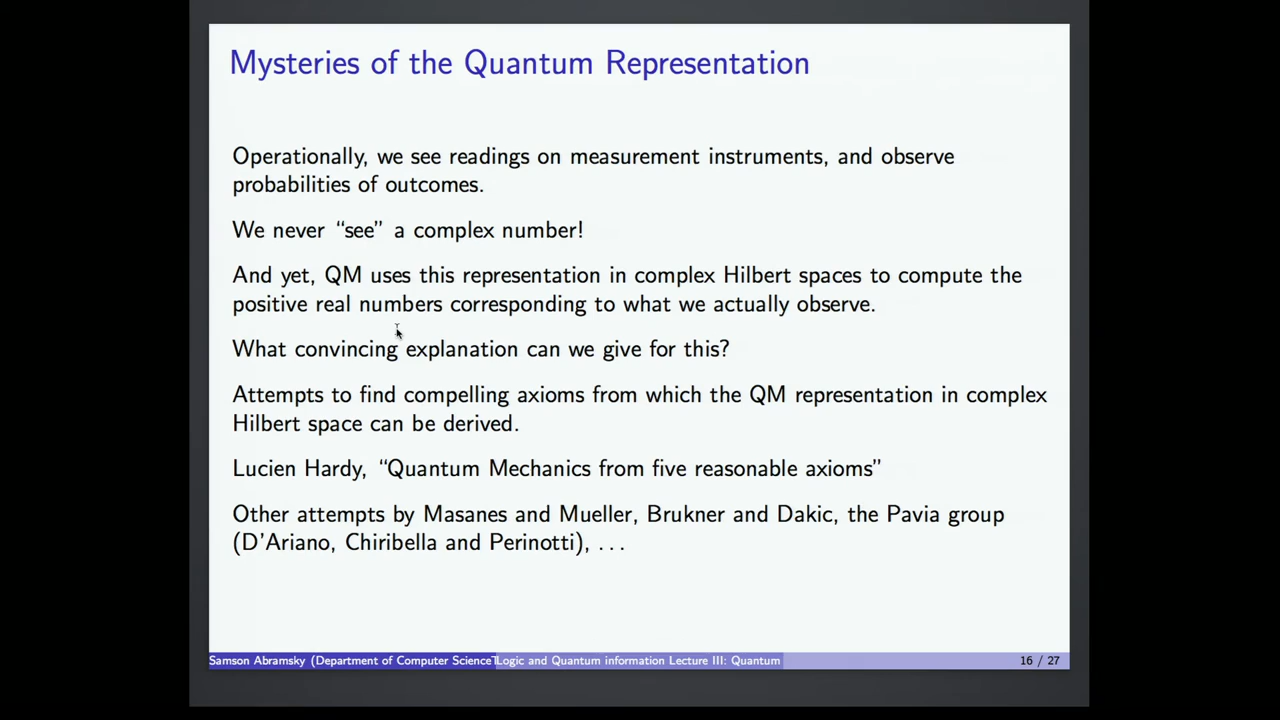 Mysteries of the Quantum Representation
Operationally, we see readings on measurement instruments, and observe
probabilities of outcomes.
We never “see” a complex number!
And yet, QM uses this representation in complex Hilbert spaces to compute the
positive real numbers corresponding to what we actually observe.
What convincing explanation can we give for this?
Attempts to find compelling axioms from which the QM representation in complex
Hilbert space can be derived.
Lucien Hardy, “Quantum Mechanics from five reasonable axioms”
Other attempts by Masanes and Mueller, Brukner and Dakic, the Pavia group
(D’Ariano, Chiribella and Perinotti), . . .
Samson Abramsky (Department of Computer Science Logic and Quantum information Lecture III: Quantum 16 / 27